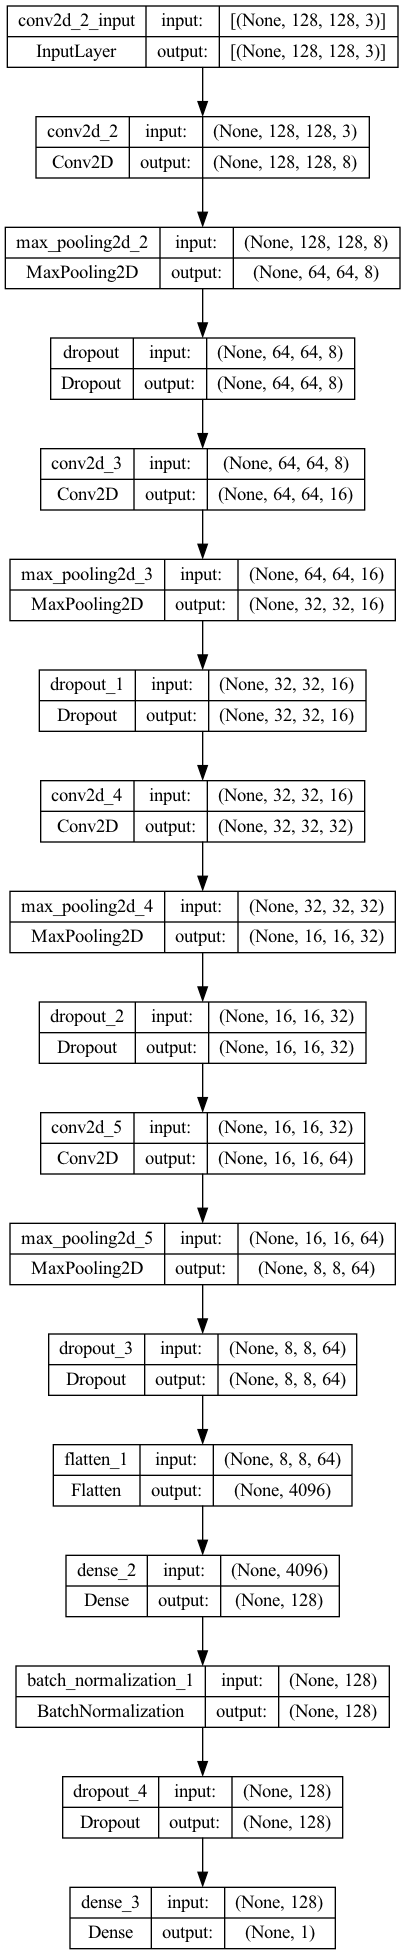 conv2d_2_input input: [(None, 128, 128, 3)]
InputLayer output: [(None, 128, 128, 3)]
conv2d_2 input: (None, 128, 128, 3)
Conv2D output: (None, 128, 128, 8)
max_pooling2d_2 input: (None, 128, 128, 8)
MaxPooling2D output: (None, 64, 64, 8)
dropout input: (None, 64, 64, 8)
Dropout output: (None, 64, 64, 8)
conv2d_3 input: (None, 64, 64, 8)
Conv2D output: (None, 64, 64, 16)
max_pooling2d_3 input: (None, 64, 64, 16)
MaxPooling2D output: (None, 32, 32, 16)
dropout_1 input: (None, 32, 32, 16)
Dropout output: (None, 32, 32, 16)
conv2d_4 input: (None, 32, 32, 16)
Conv2D output: (None, 32, 32, 32)
max_pooling2d_4 input: (None, 32, 32, 32)
MaxPooling2D output: (None, 16, 16, 32)
dropout_2 input: (None, 16, 16, 32)
Dropout output: (None, 16, 16, 32)
conv2d_5 input: (None, 16, 16, 32)
Conv2D output: (None, 16, 16, 64)
max_pooling2d_5 input: (None, 16, 16, 64)
MaxPooling2D output: (None, 8, 8, 64)
dropout_3 input: (None, 8, 8, 64)
Dropout output: (None, 8, 8, 64)
flatten_1 input: (None, 8, 8, 64)
Flatten output: (None, 4096)
dense_2 input: (None, 4096)
Dense output: (None, 128)
batch_normalization_1 input: (None, 128)
BatchNormalization output: (None, 128)
dropout_4 input: (None, 128)
Dropout output: (None, 128)
dense_3 input: (None, 128)
Dense output: (None, 1)